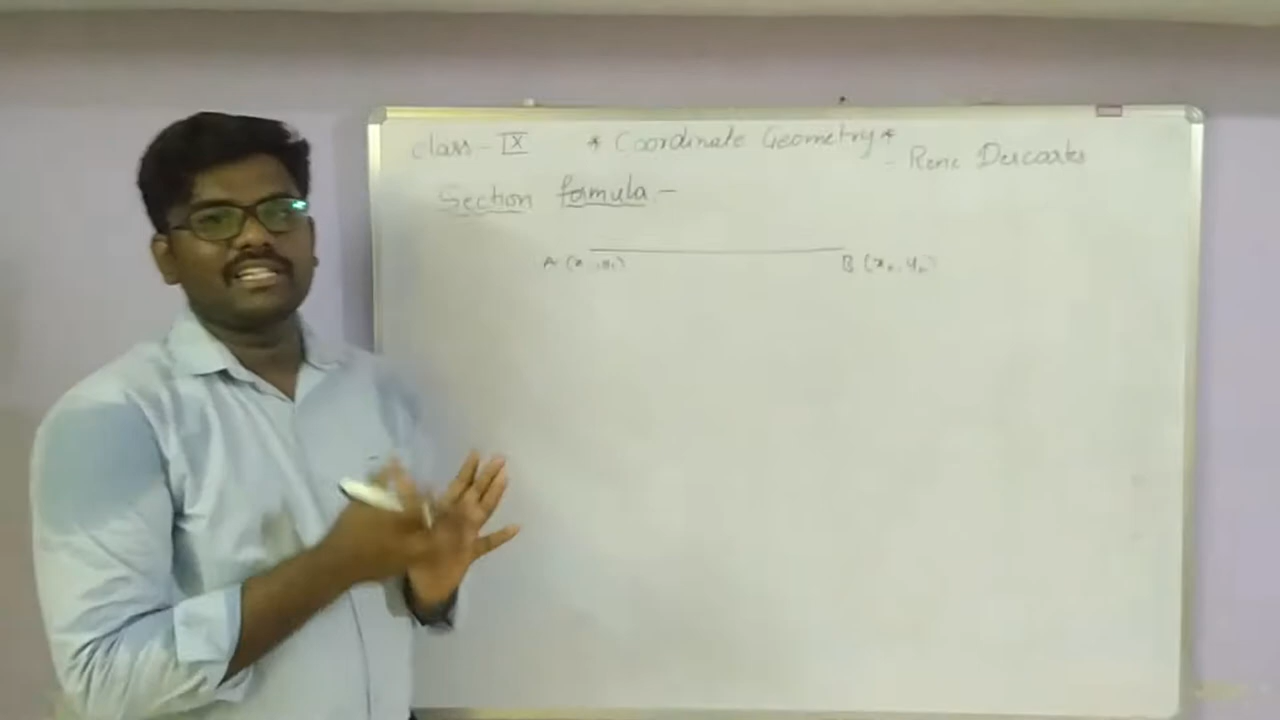 class - IX * Coordinate Geometry *
- Rene Descartes
Section formula -
A (x₁, y₁) B (x₂, y₂)